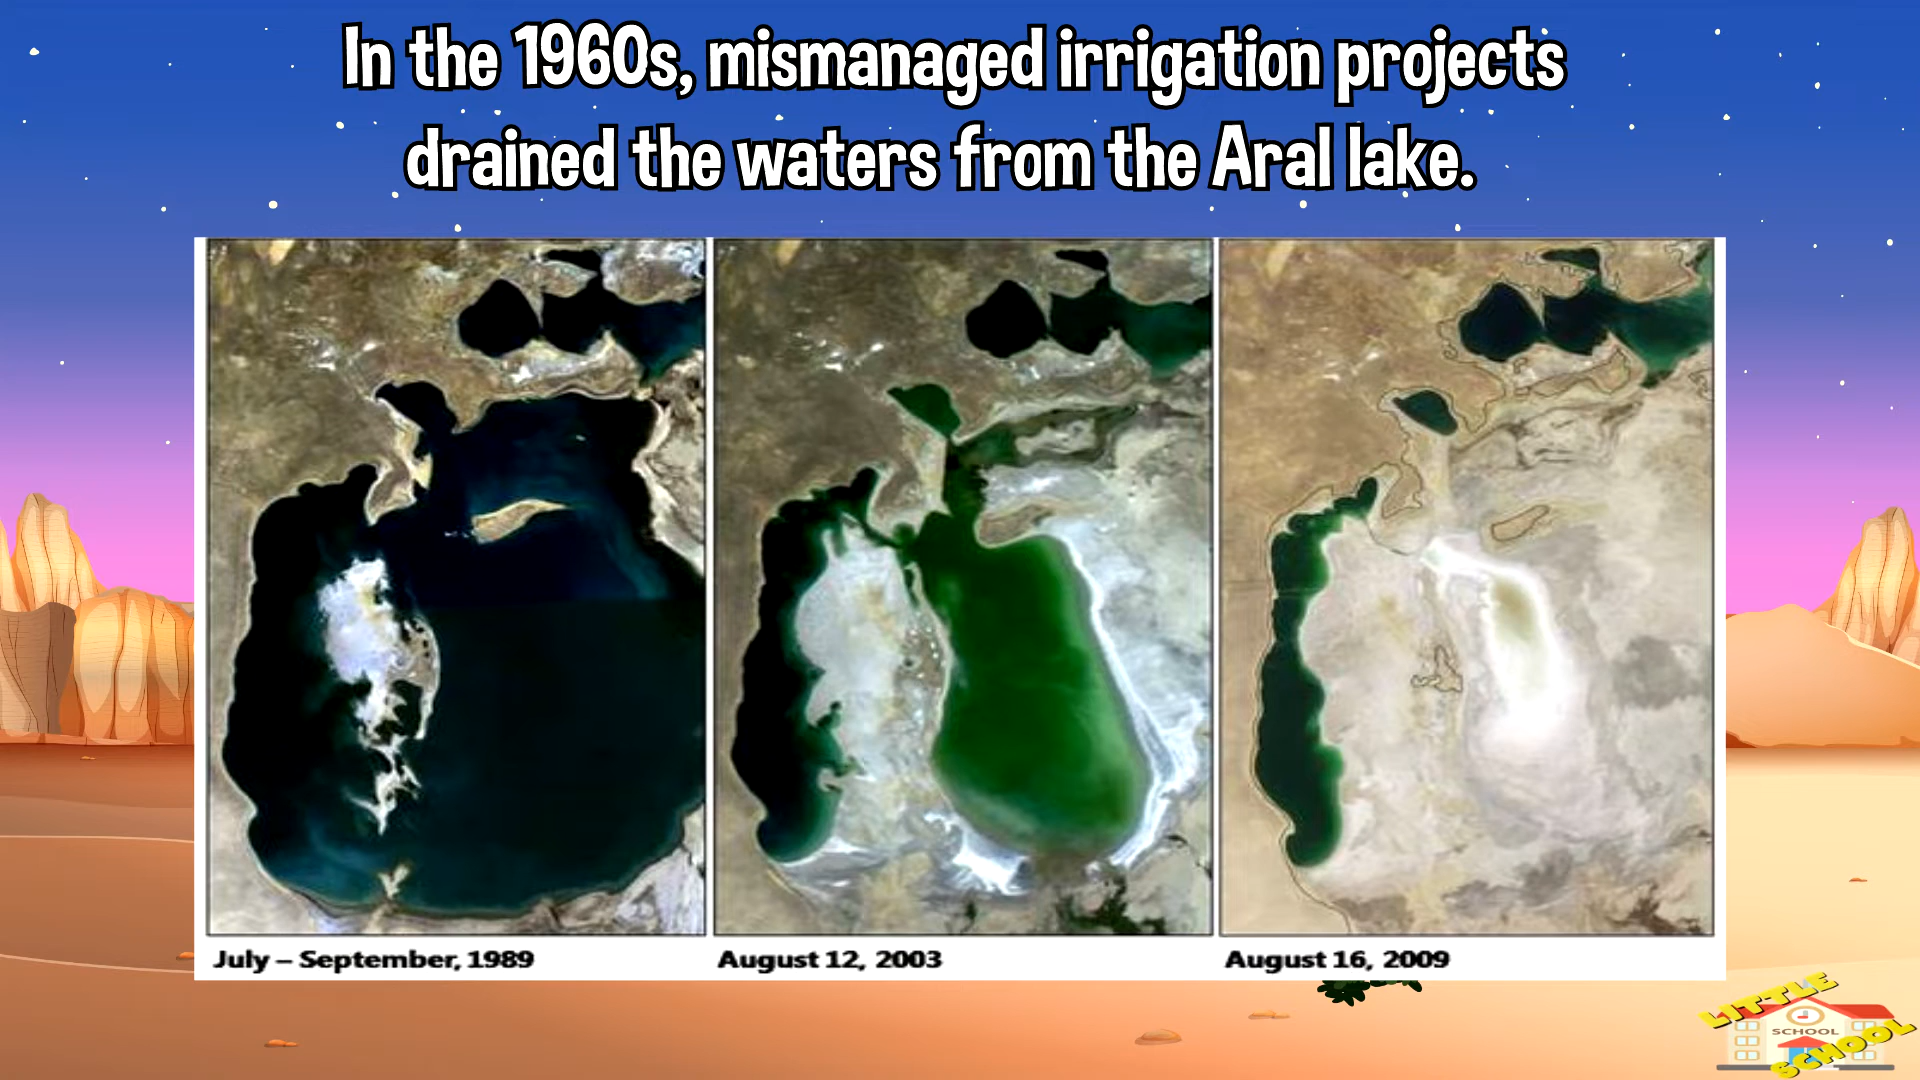 In the 1960s, mismanaged irrigation projects
drained the waters from the Aral lake.
July – September, 1989
August 12, 2003
August 16, 2009
LITTLE
SCHOOL
SCHOOL